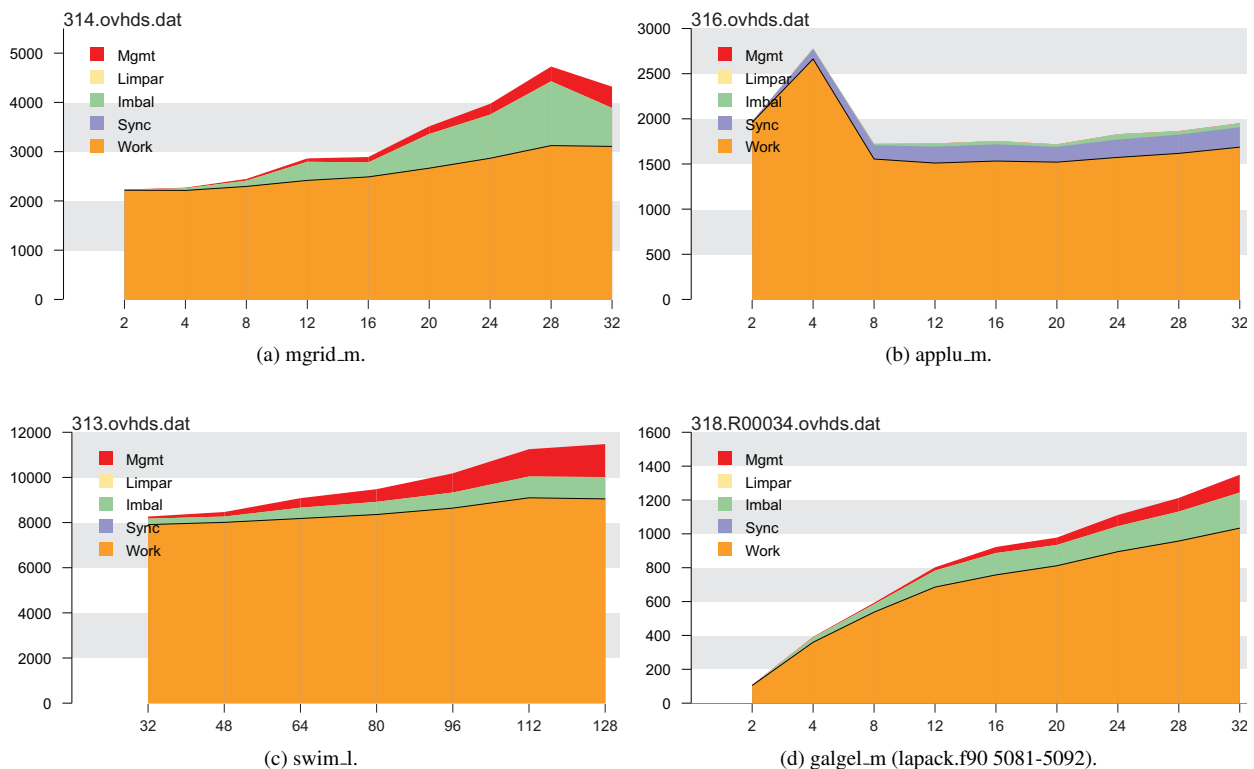 314.ovhds.dat
5000
4000
3000
2000
1000
0
Mgmt
Limpar
Imbal
Sync
Work
2 4 8 12 16 20 24 28 32
(a) mgrid_m.
316.ovhds.dat
3000
2500
2000
1500
1000
500
0
Mgmt
Limpar
Imbal
Sync
Work
2 4 8 12 16 20 24 28 32
(b) applu_m.
313.ovhds.dat
12000
10000
8000
6000
4000
2000
0
Mgmt
Limpar
Imbal
Sync
Work
32 48 64 80 96 112 128
(c) swim_l.
318.R00034.ovhds.dat
1600
1400
1200
1000
800
600
400
200
0
Mgmt
Limpar
Imbal
Sync
Work
2 4 8 12 16 20 24 28 32
(d) galgel_m (lapack.f90 5081-5092).